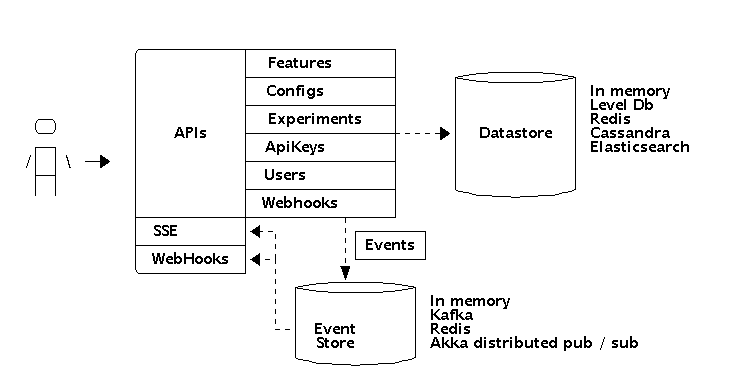 Features
Configs
Experiments
ApiKeys
Users
Webhooks
APIs
SSE
WebHooks
Datastore
In memory
Level Db
Redis
Cassandra
Elasticsearch
Events
Event
Store
In memory
Kafka
Redis
Akka distributed pub / sub